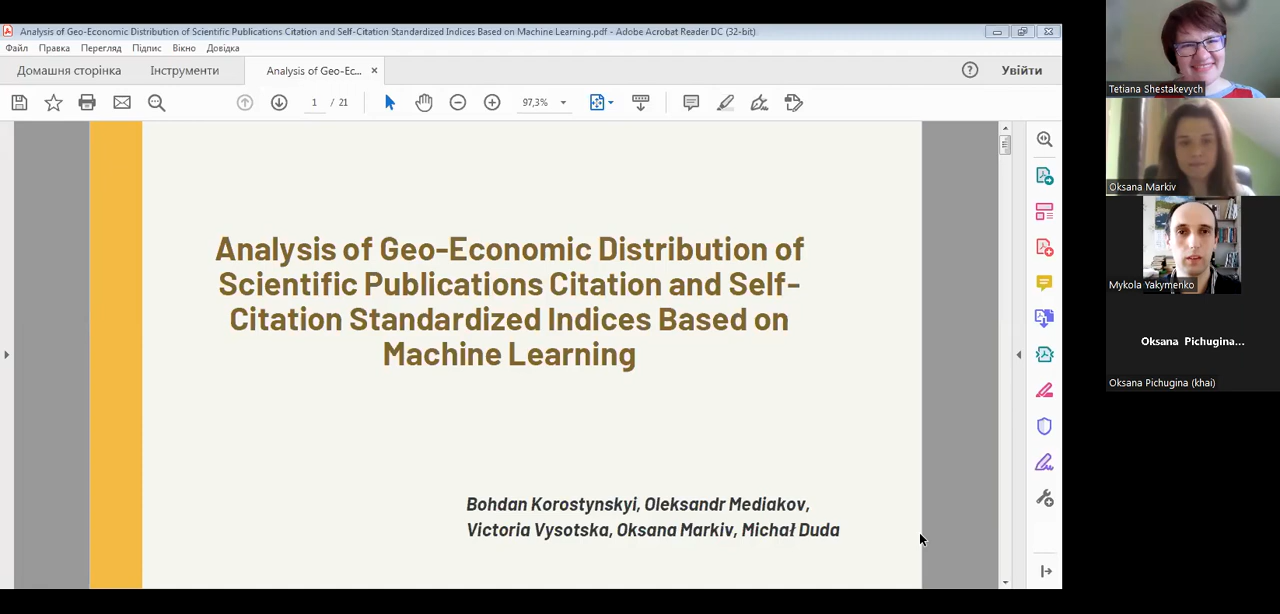 Analysis of Geo-Economic Distribution of Scientific Publications Citation and Self-Citation Standardized Indices Based on Machine Learning.pdf - Adobe Acrobat Reader DC (32-bit)
Файл Правка Перегляд Підпис Вікно Довідка
Домашня сторінка Інструменти Analysis of Geo-Ec... × Увійти
1 / 21 97,3%
Analysis of Geo-Economic Distribution of
Scientific Publications Citation and Self-
Citation Standardized Indices Based on
Machine Learning
Bohdan Korostynskyi, Oleksandr Mediakov,
Victoria Vysotska, Oksana Markiv, Michał Duda
Tetiana Shestakevych
Oksana Markiv
Mykola Yakymenko
Oksana Pichugina...
Oksana Pichugina (khai)